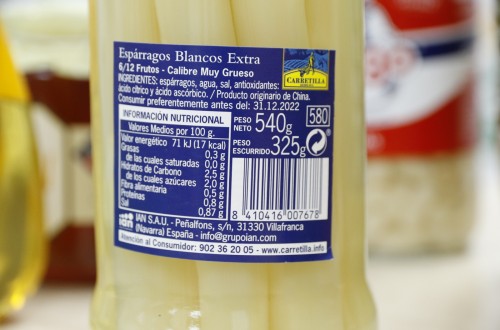 Espárragos Blancos Extra
6/12 Frutos - Calibre Muy Grueso
INGREDIENTES: espárragos, agua, sal, antioxidantes:
ácido cítrico y ácido ascórbico. / Producto originario de China.
Consumir preferentemente antes del: 31.12.2022
CARRETILLA
INFORMACIÓN NUTRICIONAL
Valores Medios por 100 g.
Valor energético 71 kJ (17 kcal)
Grasas 0,3 g
de las cuales saturadas 0,0 g
Hidratos de Carbono 2,5 g
de los cuales azúcares 2,0 g
Fibra alimentaria 0,5 g
Proteínas 0,8 g
Sal 0,87 g
PESO NETO 540g
580
PESO ESCURRIDO 325g
8 410416 007678
IAN S.A.U. - Peñalfons, s/n, 31330 Villafranca
(Navarra) España - info@grupoian.com
Atención al Consumidor: 902 36 20 05 - www.carretilla.info